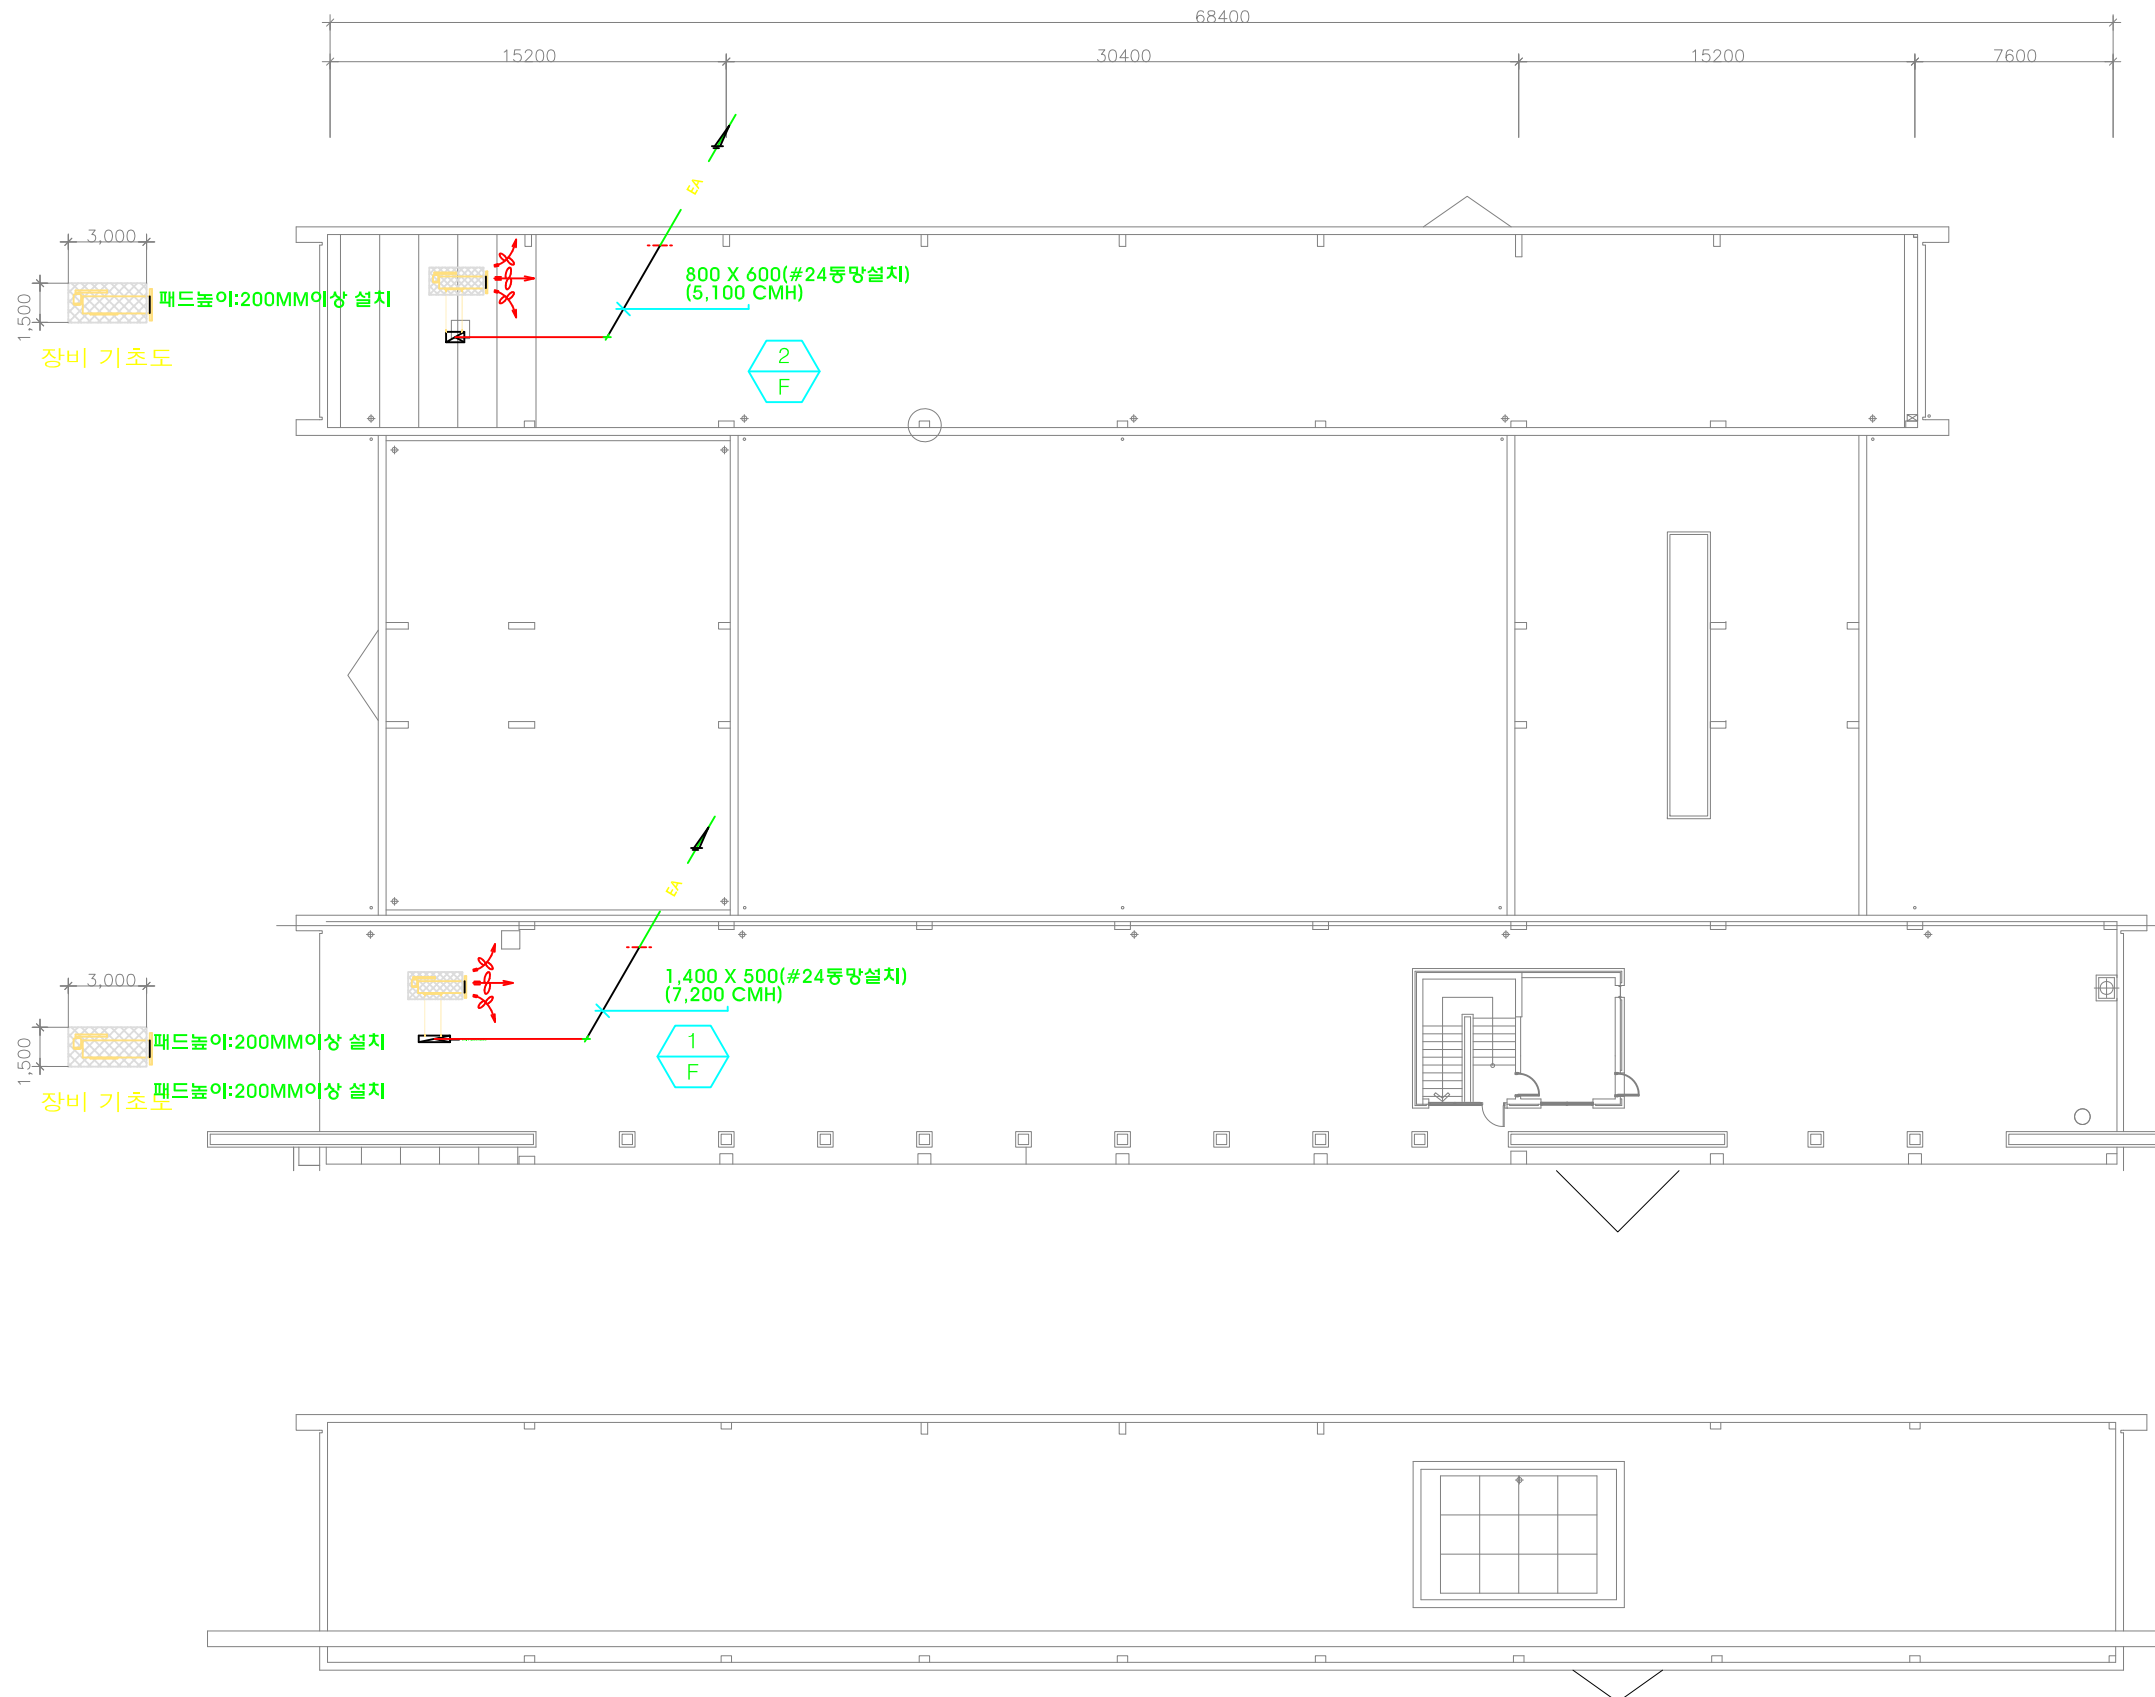 68400
15200
30400
15200
7600
EA
3,000
1,500
패드높이:200MM이상 설치
장비 기초도
800 X 600(#24동망설치)
(5,100 CMH)
2
F
EA
3,000
1,500
패드높이:200MM이상 설치
패드높이:200MM이상 설치
장비 기초도
1,400 X 500(#24동망설치)
(7,200 CMH)
1
F